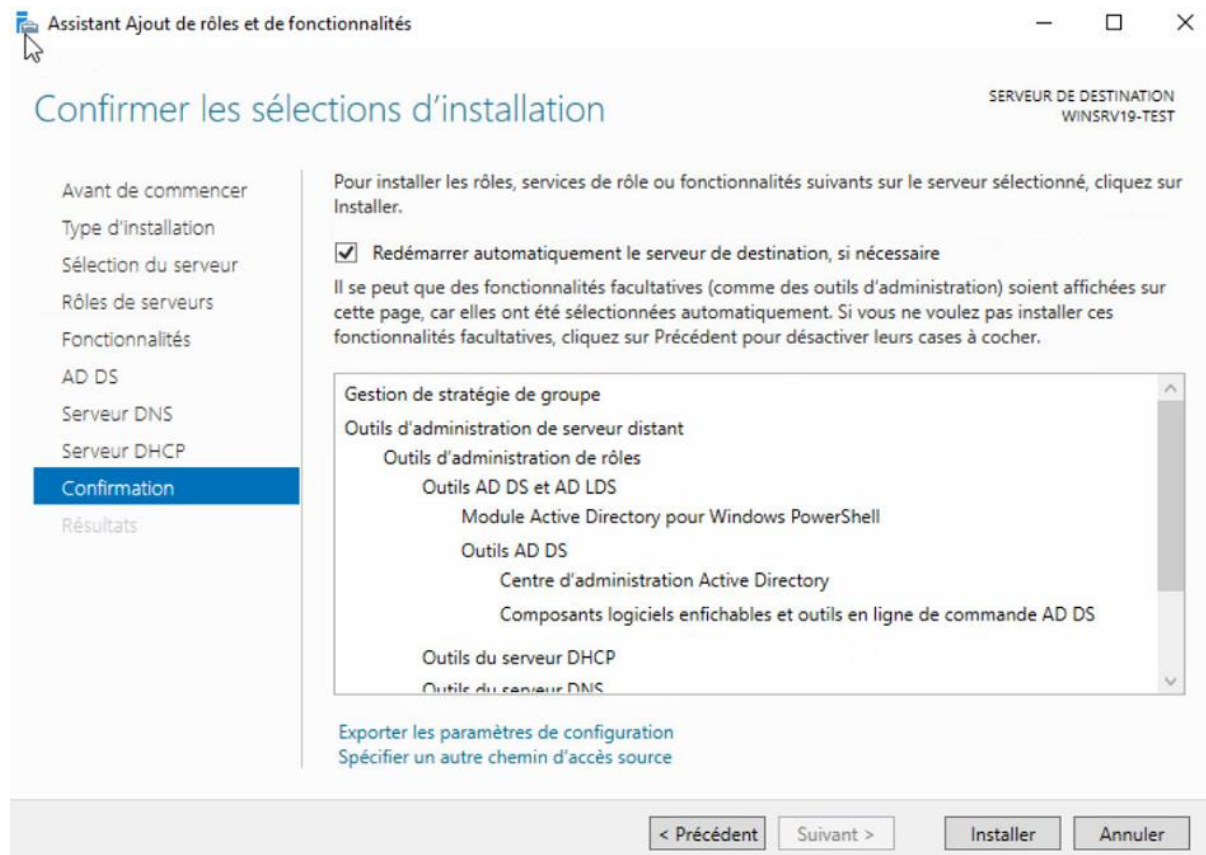 Assistant Ajout de rôles et de fonctionnalités
Confirmer les sélections d'installation
SERVEUR DE DESTINATION
WINSRV19-TEST
Avant de commencer
Type d'installation
Sélection du serveur
Rôles de serveurs
Fonctionnalités
AD DS
Serveur DNS
Serveur DHCP
Confirmation
Résultats
Pour installer les rôles, services de rôle ou fonctionnalités suivants sur le serveur sélectionné, cliquez sur
Installer.
Redémarrer automatiquement le serveur de destination, si nécessaire
Il se peut que des fonctionnalités facultatives (comme des outils d'administration) soient affichées sur
cette page, car elles ont été sélectionnées automatiquement. Si vous ne voulez pas installer ces
fonctionnalités facultatives, cliquez sur Précédent pour désactiver leurs cases à cocher.
Gestion de stratégie de groupe
Outils d'administration de serveur distant
Outils d'administration de rôles
Outils AD DS et AD LDS
Module Active Directory pour Windows PowerShell
Outils AD DS
Centre d'administration Active Directory
Composants logiciels enfichables et outils en ligne de commande AD DS
Outils du serveur DHCP
Outils du serveur DNS
Exporter les paramètres de configuration
Spécifier un autre chemin d'accès source
< Précédent
Suivant >
Installer
Annuler